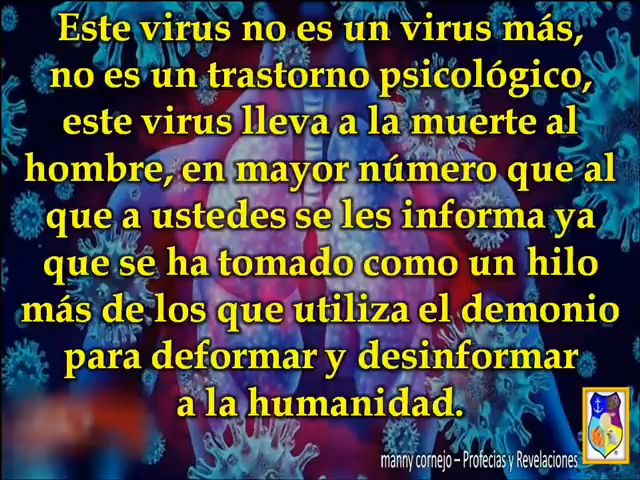 Este virus no es un virus más,
no es un trastorno psicológico,
este virus lleva a la muerte al
hombre, en mayor número que al
que a ustedes se les informa ya
que se ha tomado como un hilo
más de los que utiliza el demonio
para deformar y desinformar
a la humanidad.
manny cornejo – Profecias y Revelaciones